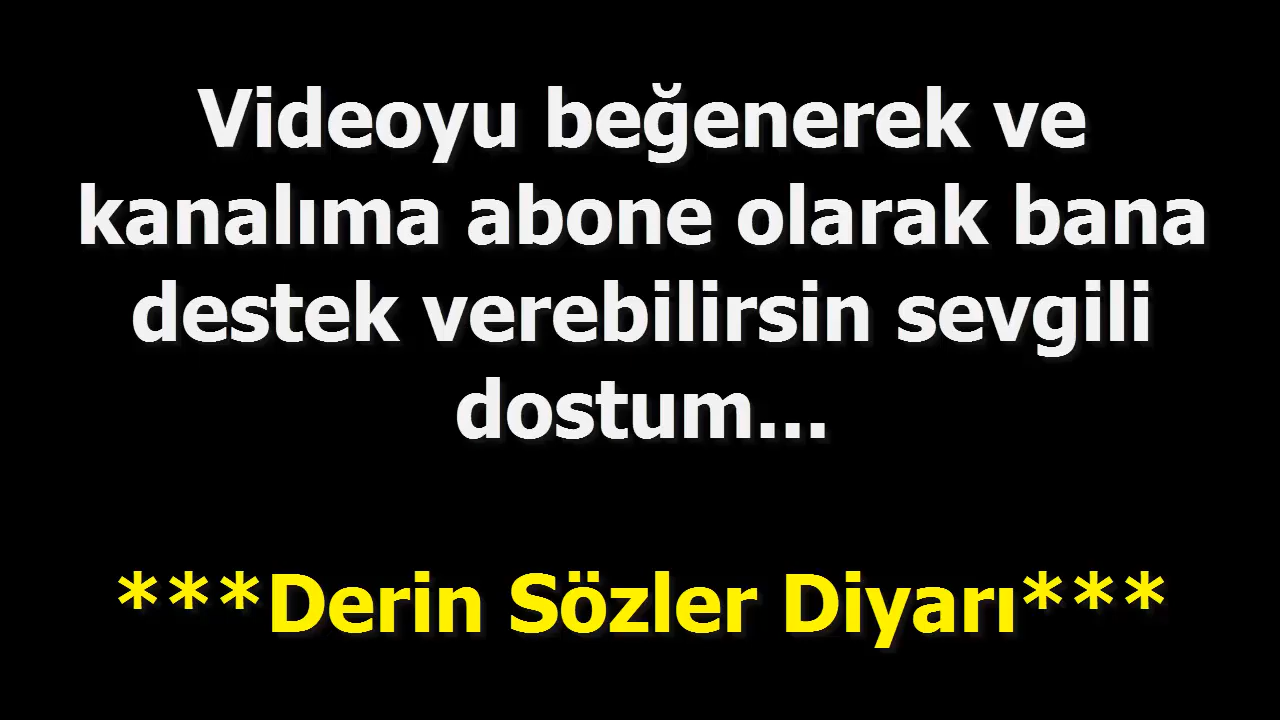 Videoyu beğenerek ve
kanalıma abone olarak bana
destek verebilirsin sevgili
dostum...
***Derin Sözler Diyarı***